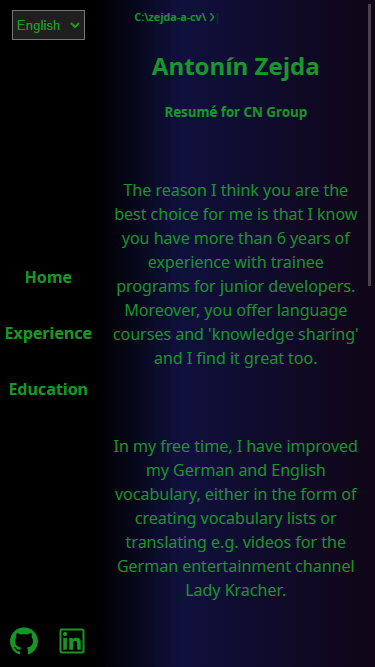 English
C:\zejda-a-cv\ ❯
Antonín Zejda
Resumé for CN Group
The reason I think you are the
best choice for me is that I know
you have more than 6 years of
experience with trainee
programs for junior developers.
Moreover, you offer language
courses and 'knowledge sharing'
and I find it great too.
Home
Experience
Education
In my free time, I have improved
my German and English
vocabulary, either in the form of
creating vocabulary lists or
translating e.g. videos for the
German entertainment channel
Lady Kracher.